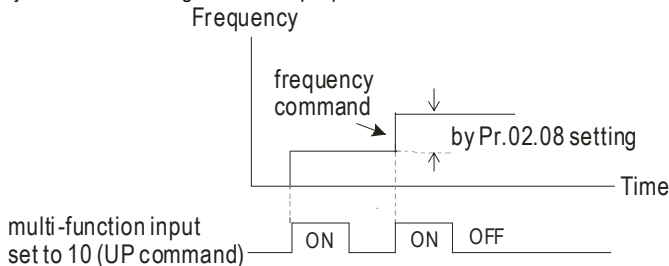 Frequency
frequency
command
by Pr.02.08 setting
Time
multi-function input
set to 10 (UP command)
ON
ON
OFF